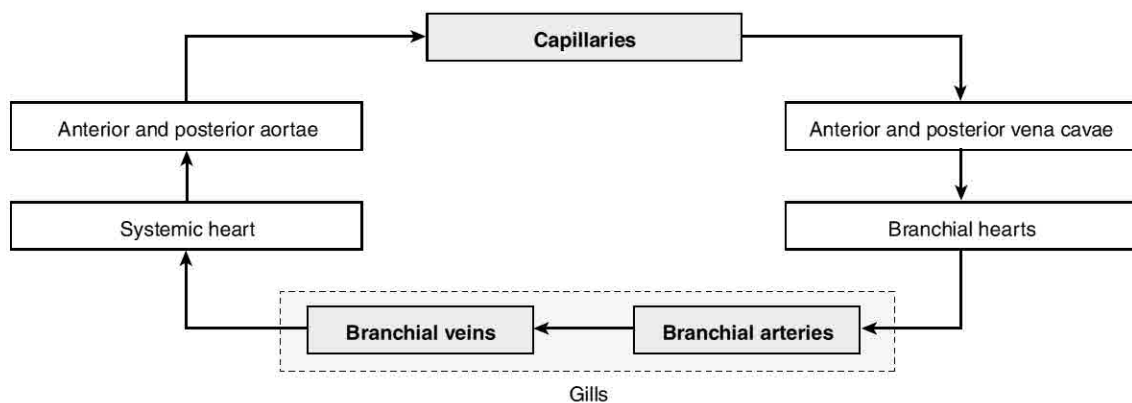 Capillaries
Anterior and posterior aortae
Anterior and posterior vena cavae
Systemic heart
Branchial hearts
Branchial veins
Branchial arteries
Gills